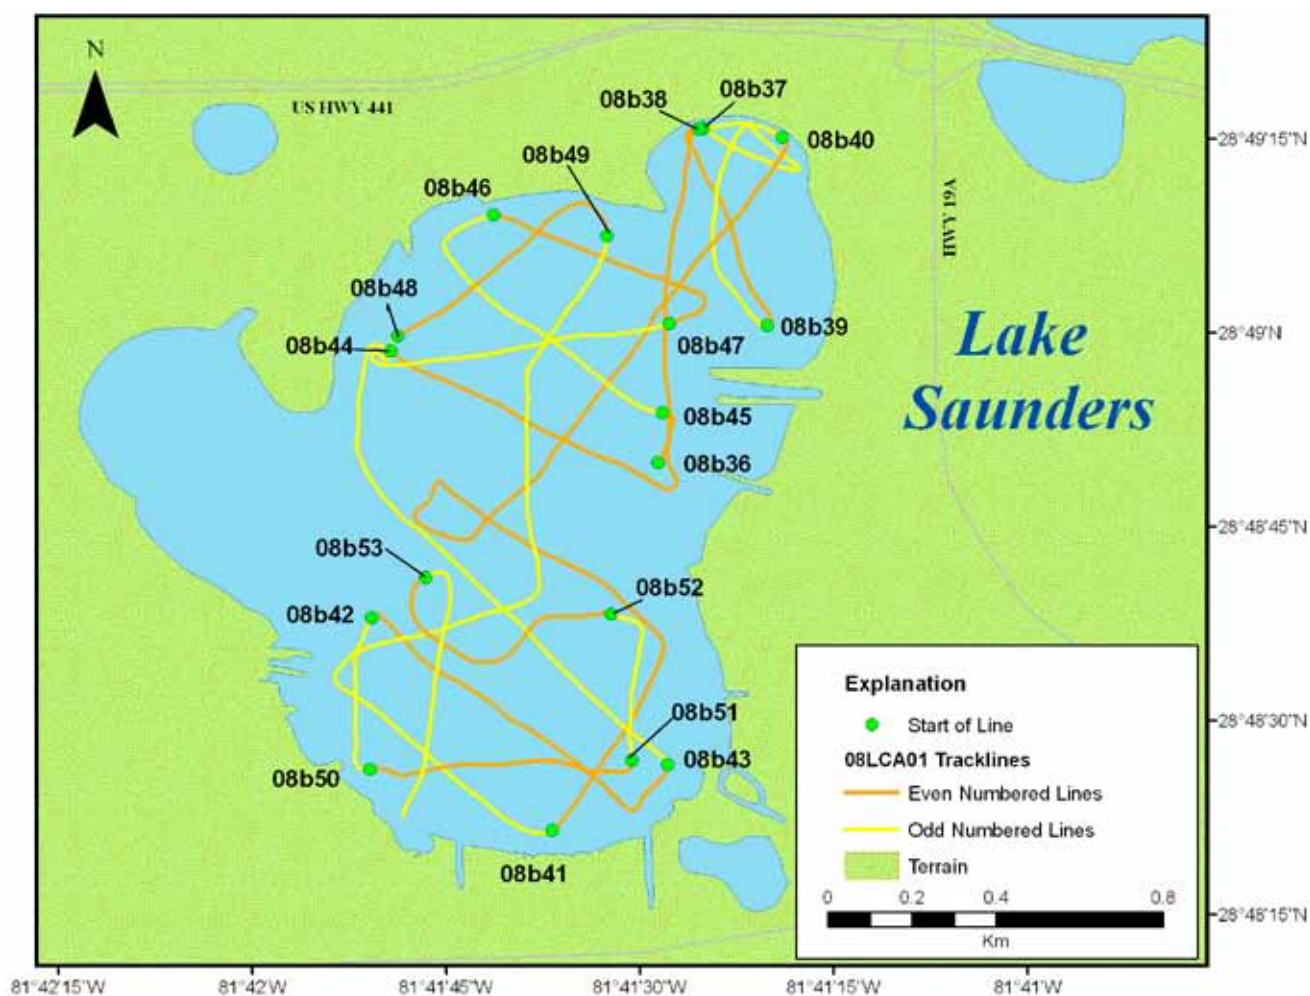 N
US HWY 441
08b38
08b37
08b40
08b49
08b46
HWY 19A
08b48
08b44
08b39
08b47
Lake
Saunders
08b45
08b36
08b53
08b52
08b42
08b51
08b43
08b50
08b41
28°49'15"N
28°49'N
28°48'45"N
28°48'30"N
28°48'15"N
Explanation
Start of Line
08LCA01 Tracklines
Even Numbered Lines
Odd Numbered Lines
Terrain
0 0.2 0.4 0.8
Km
81°42'15"W 81°42'W 81°41'45"W 81°41'30"W 81°41'15"W 81°41'W